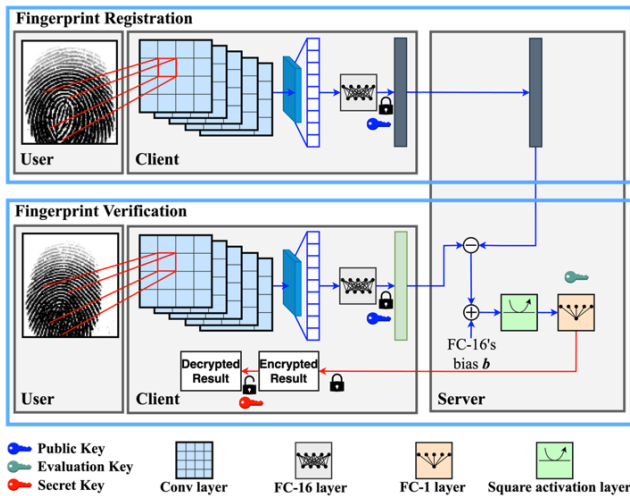 Fingerprint Registration
User
Client
Fingerprint Verification
FC-16's
bias b
Decrypted
Result
Encrypted
Result
User
Client
Server
Public Key
Evaluation Key
Secret Key
Conv layer
FC-16 layer
FC-1 layer
Square activation layer